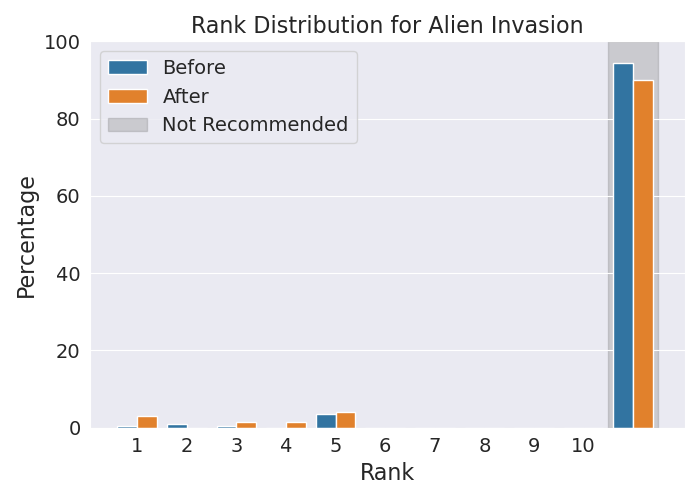 Rank Distribution for Alien Invasion
100
80
60
40
20
0
Percentage
Before
After
Not Recommended
1 2 3 4 5 6 7 8 9 10
Rank